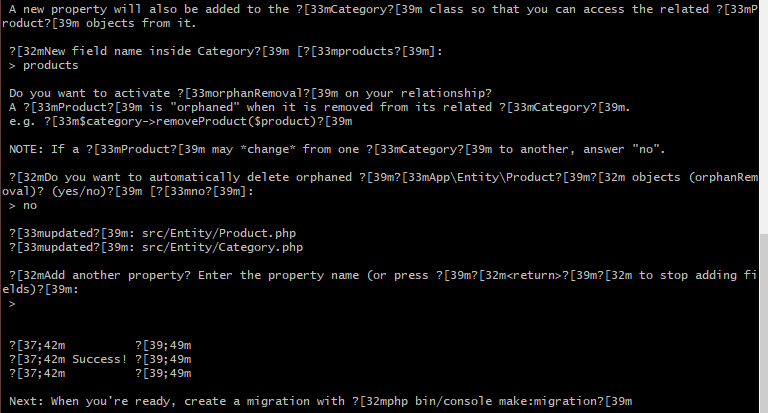 A new property will also be added to the ?[33mCategory?[39m class so that you can access the related ?[33mP
roduct?[39m objects from it.
?[32mNew field name inside Category?[39m [?[33mproducts?[39m]:
> products
Do you want to activate ?[33morphanRemoval?[39m on your relationship?
A ?[33mProduct?[39m is "orphaned" when it is removed from its related ?[33mCategory?[39m.
e.g. ?[33m$category->removeProduct($product)?[39m
NOTE: If a ?[33mProduct?[39m may *change* from one ?[33mCategory?[39m to another, answer "no".
?[32mDo you want to automatically delete orphaned ?[39m?[33mApp\Entity\Product?[39m?[32m objects (orphanRem
oval)? (yes/no)?[39m [?[33mno?[39m]:
> no
?[33mupdated?[39m: src/Entity/Product.php
?[33mupdated?[39m: src/Entity/Category.php
?[32mAdd another property? Enter the property name (or press ?[39m?[32m<return>?[39m?[32m to stop adding fi
elds)?[39m:
>
?[37;42m          ?[39;49m
?[37;42m Success! ?[39;49m
?[37;42m          ?[39;49m
Next: When you're ready, create a migration with ?[32mphp bin/console make:migration?[39m